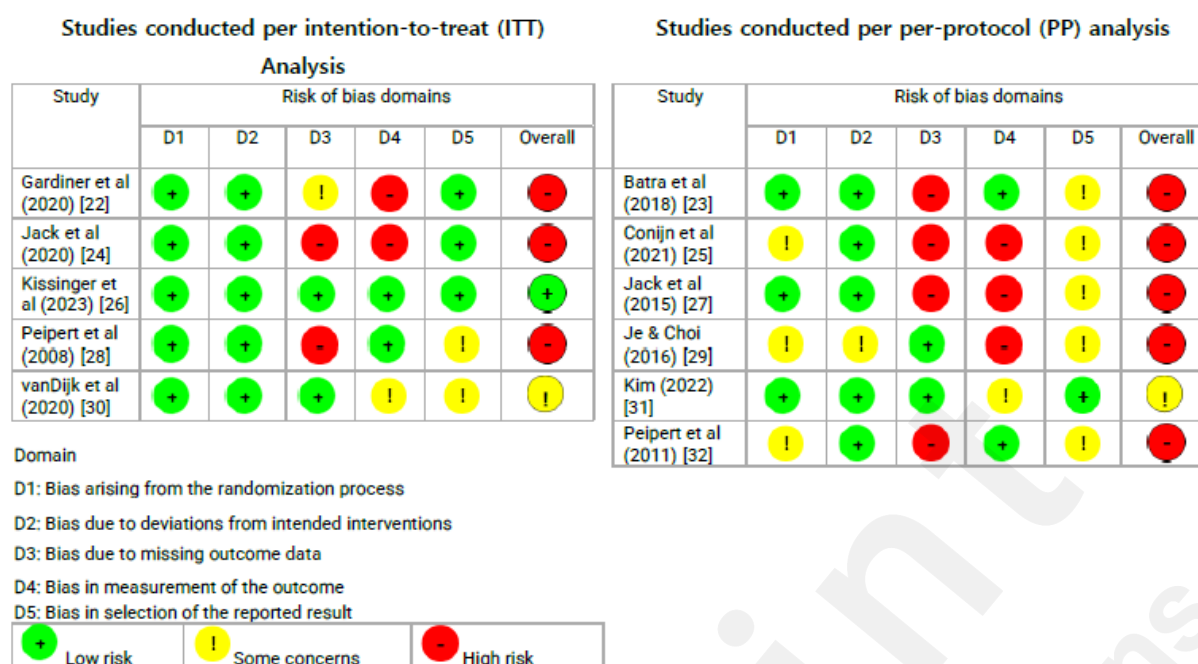 Studies conducted per intention-to-treat (ITT)
Analysis
Study Risk of bias domains
D1 D2 D3 D4 D5 Overall
Gardiner et al
(2020) [22] + + ! - + -
Jack et al
(2020) [24] + + - - + -
Kissinger et
al (2023) [26] + + + + + +
Peipert et al
(2008) [28] + + - + ! -
vanDijk et al
(2020) [30] + + + ! ! !
Studies conducted per per-protocol (PP) analysis
Study Risk of bias domains
D1 D2 D3 D4 D5 Overall
Batra et al
(2018) [23] + + - + ! -
Conijn et al
(2021) [25] ! + - - ! -
Jack et al
(2015) [27] + + - - ! -
Je & Choi
(2016) [29] ! ! + - ! -
Kim (2022)
[31] + + + ! + !
Peipert et al
(2011) [32] ! + - + ! -
Domain
D1: Bias arising from the randomization process
D2: Bias due to deviations from intended interventions
D3: Bias due to missing outcome data
D4: Bias in measurement of the outcome
D5: Bias in selection of the reported result
+ Low risk ! Some concerns - High risk